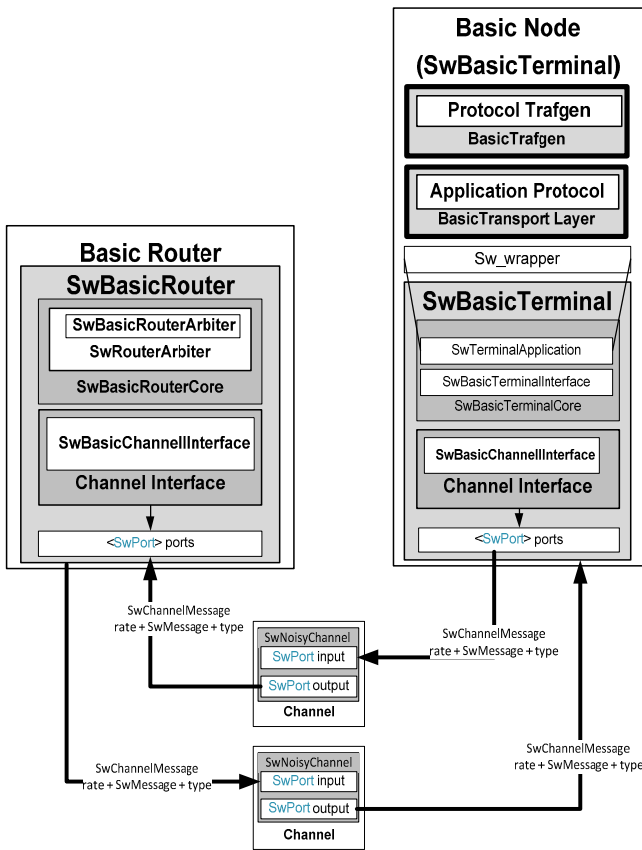 Basic Node
(SwBasicTerminal)
Protocol Trafgen
BasicTrafgen
Application Protocol
BasicTransport Layer
Sw_wrapper
SwBasicTerminal
SwTerminalApplication
SwBasicTerminalInterface
SwBasicTerminalCore
SwBasicChannelInterface
Channel Interface
<SwPort> ports
Basic Router
SwBasicRouter
SwBasicRouterArbiter
SwRouterArbiter
SwBasicRouterCore
SwBasicChannelInterface
Channel Interface
<SwPort> ports
SwChannelMessage
rate + SwMessage + type
SwNoisyChannel
SwPort input
SwPort output
Channel
SwChannelMessage
rate + SwMessage + type
SwChannelMessage
rate + SwMessage + type
SwNoisyChannel
SwPort input
SwPort output
Channel
SwChannelMessage
rate + SwMessage + type